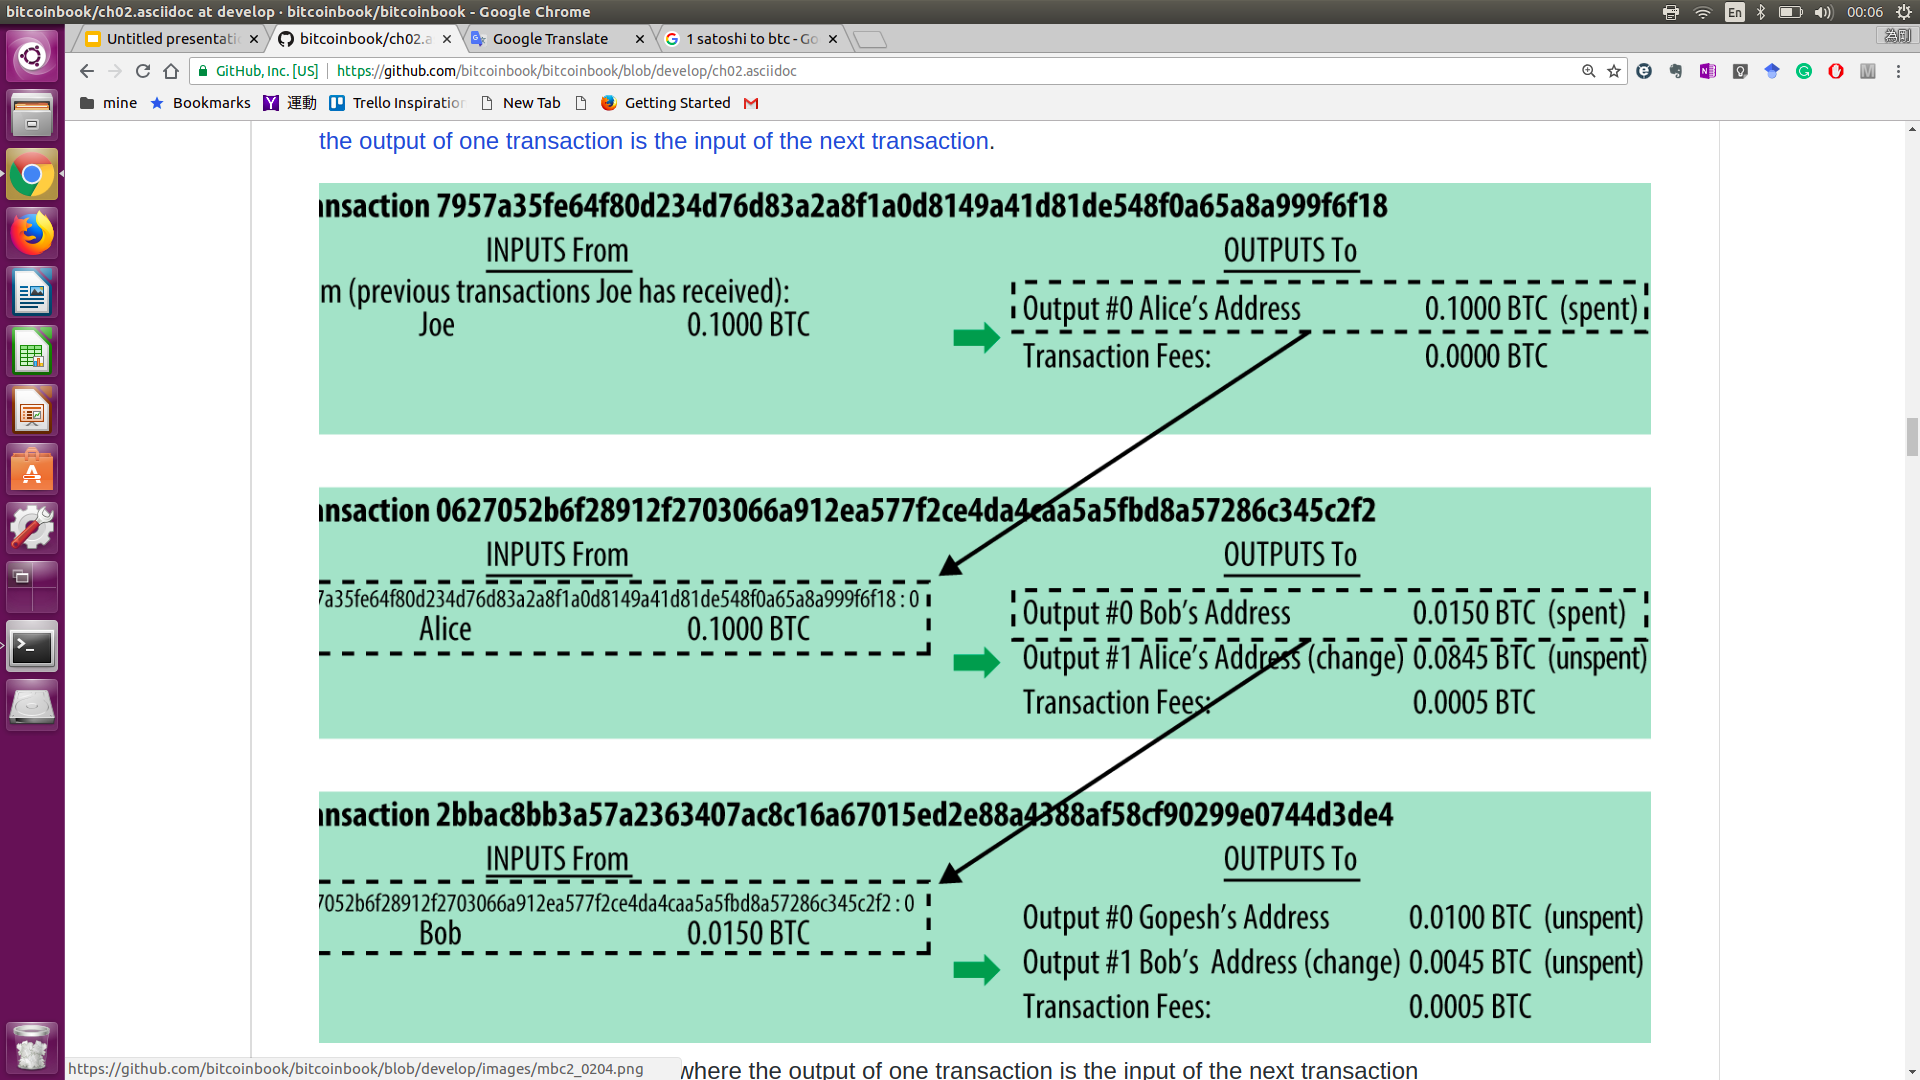 bitcoinbook/ch02.asciidoc at develop · bitcoinbook/bitcoinbook - Google Chrome
En
00:06
Untitled presentati
bitcoinbook/ch02.a
Google Translate
1 satoshi to btc - Go
為剛
GitHub, Inc. [US]
https://github.com/bitcoinbook/bitcoinbook/blob/develop/ch02.asciidoc
mine
Bookmarks
運動
Trello Inspiration
New Tab
Getting Started
the output of one transaction is the input of the next transaction.
ansaction 7957a35fe64f80d234d76d83a2a8f1a0d8149a41d81de548f0a65a8a999f6f18
INPUTS From
OUTPUTS To
m (previous transactions Joe has received):
Joe 0.1000 BTC
Output #0 Alice’s Address 0.1000 BTC (spent)
Transaction Fees: 0.0000 BTC
ansaction 0627052b6f28912f2703066a912ea577f2ce4da4caa5a5fbd8a57286c345c2f2
INPUTS From
OUTPUTS To
7a35fe64f80d234d76d83a2a8f1a0d8149a41d81de548f0a65a8a999f6f18 : 0
Alice 0.1000 BTC
Output #0 Bob’s Address 0.0150 BTC (spent)
Output #1 Alice’s Address (change) 0.0845 BTC (unspent)
Transaction Fees: 0.0005 BTC
ansaction 2bbac8bb3a57a2363407ac8c16a67015ed2e88a4388af58cf90299e0744d3de4
INPUTS From
OUTPUTS To
7052b6f28912f2703066a912ea577f2ce4da4caa5a5fbd8a57286c345c2f2 : 0
Bob 0.0150 BTC
Output #0 Gopesh’s Address 0.0100 BTC (unspent)
Output #1 Bob’s Address (change) 0.0045 BTC (unspent)
Transaction Fees: 0.0005 BTC
https://github.com/bitcoinbook/bitcoinbook/blob/develop/images/mbc2_0204.png
where the output of one transaction is the input of the next transaction